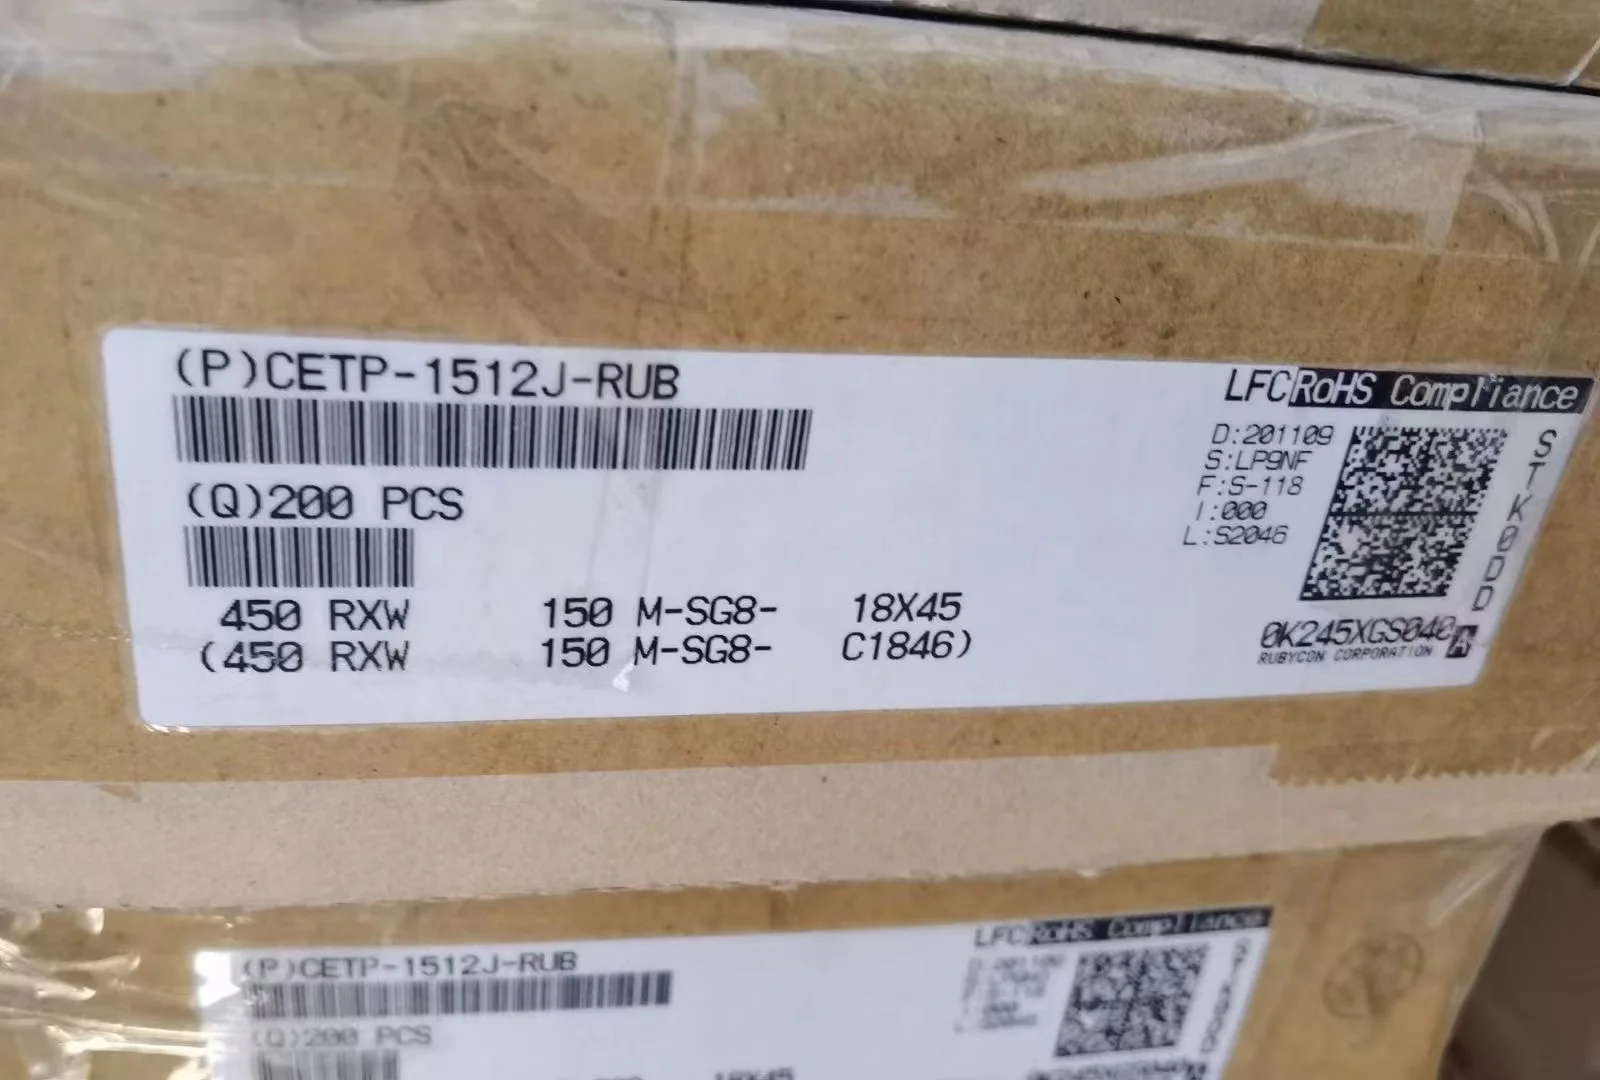 (P)CETP-1512J-RUB
(Q)200 PCS
450 RXW 150 M-SG8- 18X45
(450 RXW 150 M-SG8- C1846)
LFC RoHS Compliance
D:201109
S:LP9NF
F:S-118
I:000
L:S2046
STK0DD
0K245XGS040 A
RUBYCON CORPORATION
(P)CETP-1512J-RUB
(Q)200 PCS
18X45
LFC RoHS Compliance